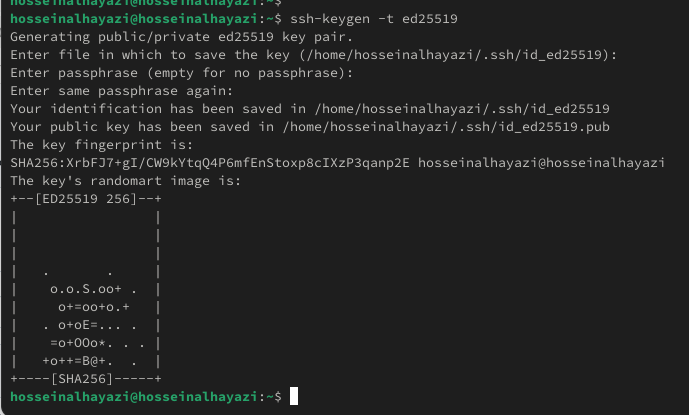 hosseinalhayazi@hosseinalhayazi:~$
hosseinalhayazi@hosseinalhayazi:~$ ssh-keygen -t ed25519
Generating public/private ed25519 key pair.
Enter file in which to save the key (/home/hosseinalhayazi/.ssh/id_ed25519):
Enter passphrase (empty for no passphrase):
Enter same passphrase again:
Your identification has been saved in /home/hosseinalhayazi/.ssh/id_ed25519
Your public key has been saved in /home/hosseinalhayazi/.ssh/id_ed25519.pub
The key fingerprint is:
SHA256:XrbFJ7+gI/CW9kYtqQ4P6mfEnStoxp8cIXzP3qanp2E hosseinalhayazi@hosseinalhayazi
The key's randomart image is:
+--[ED25519 256]--+
|                 |
|                 |
|                 |
|   .       .     |
|    o.o.S.oo+ .  |
|     o+=oo+o.+   |
|   . o+oE=... .  |
|    =o+OOo*. . . |
|   +o++=B@+.  .  |
+----[SHA256]-----+
hosseinalhayazi@hosseinalhayazi:~$